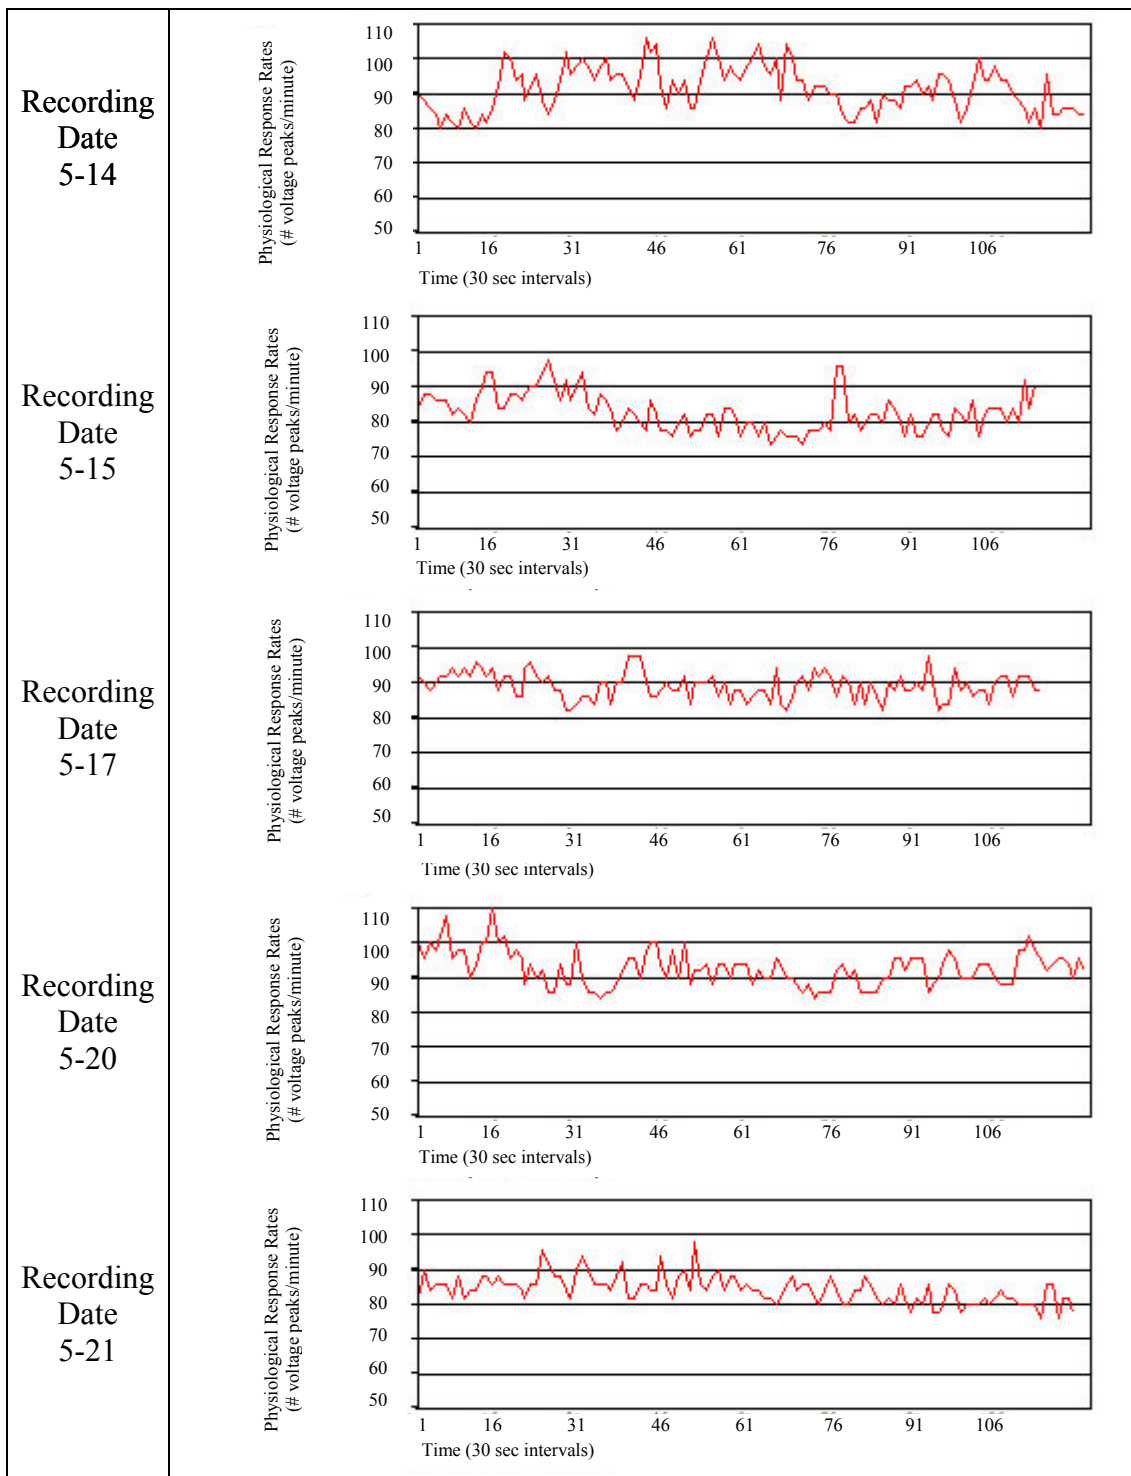 Recording
Date
5-14
Physiological Response Rates
(# voltage peaks/minute)
110
100
90
80
70
60
50
1 16 31 46 61 76 91 106
Time (30 sec intervals)
Recording
Date
5-15
Physiological Response Rates
(# voltage peaks/minute)
110
100
90
80
70
60
50
1 16 31 46 61 76 91 106
Time (30 sec intervals)
Recording
Date
5-17
Physiological Response Rates
(# voltage peaks/minute)
110
100
90
80
70
60
50
1 16 31 46 61 76 91 106
Time (30 sec intervals)
Recording
Date
5-20
Physiological Response Rates
(# voltage peaks/minute)
110
100
90
80
70
60
50
1 16 31 46 61 76 91 106
Time (30 sec intervals)
Recording
Date
5-21
Physiological Response Rates
(# voltage peaks/minute)
110
100
90
80
70
60
50
1 16 31 46 61 76 91 106
Time (30 sec intervals)